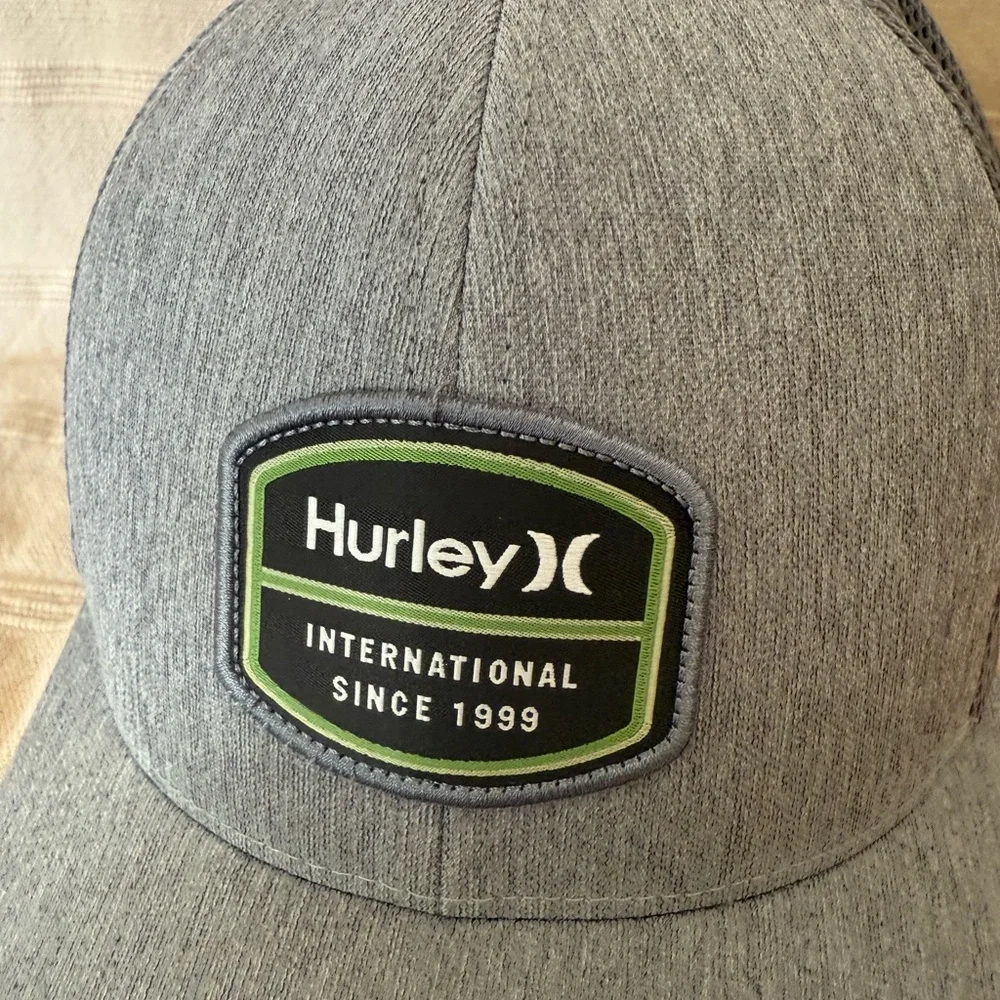 Hurley
INTERNATIONAL
SINCE 1999